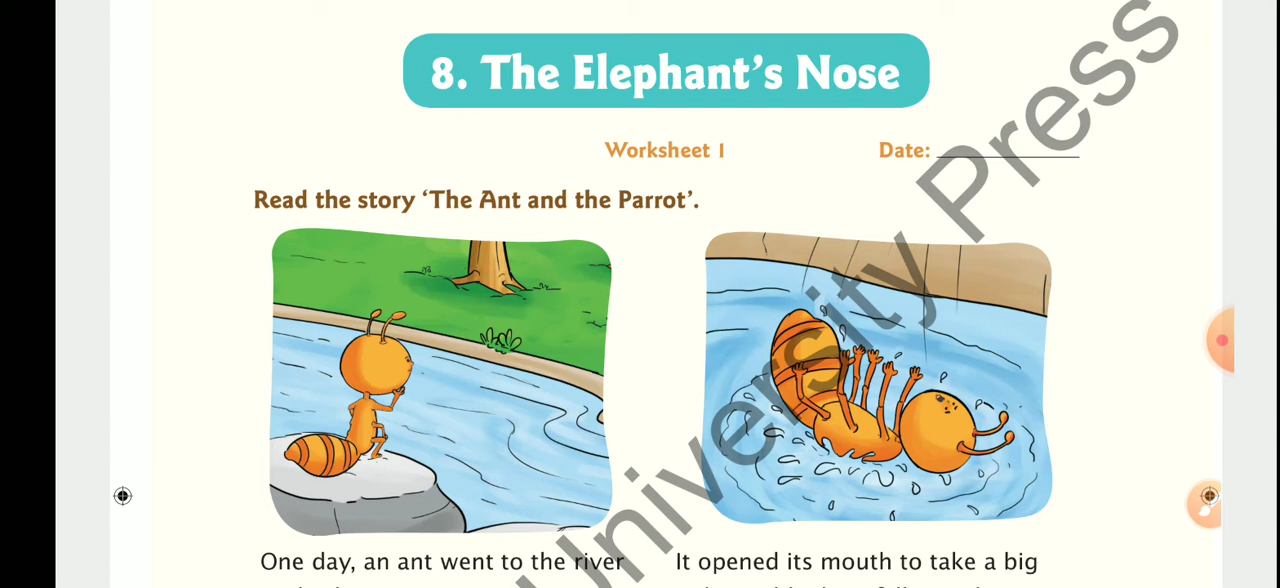 8. The Elephant's Nose
Worksheet 1 Date:
Read the story ‘The Ant and the Parrot’.
One day, an ant went to the river
It opened its mouth to take a big
University Press